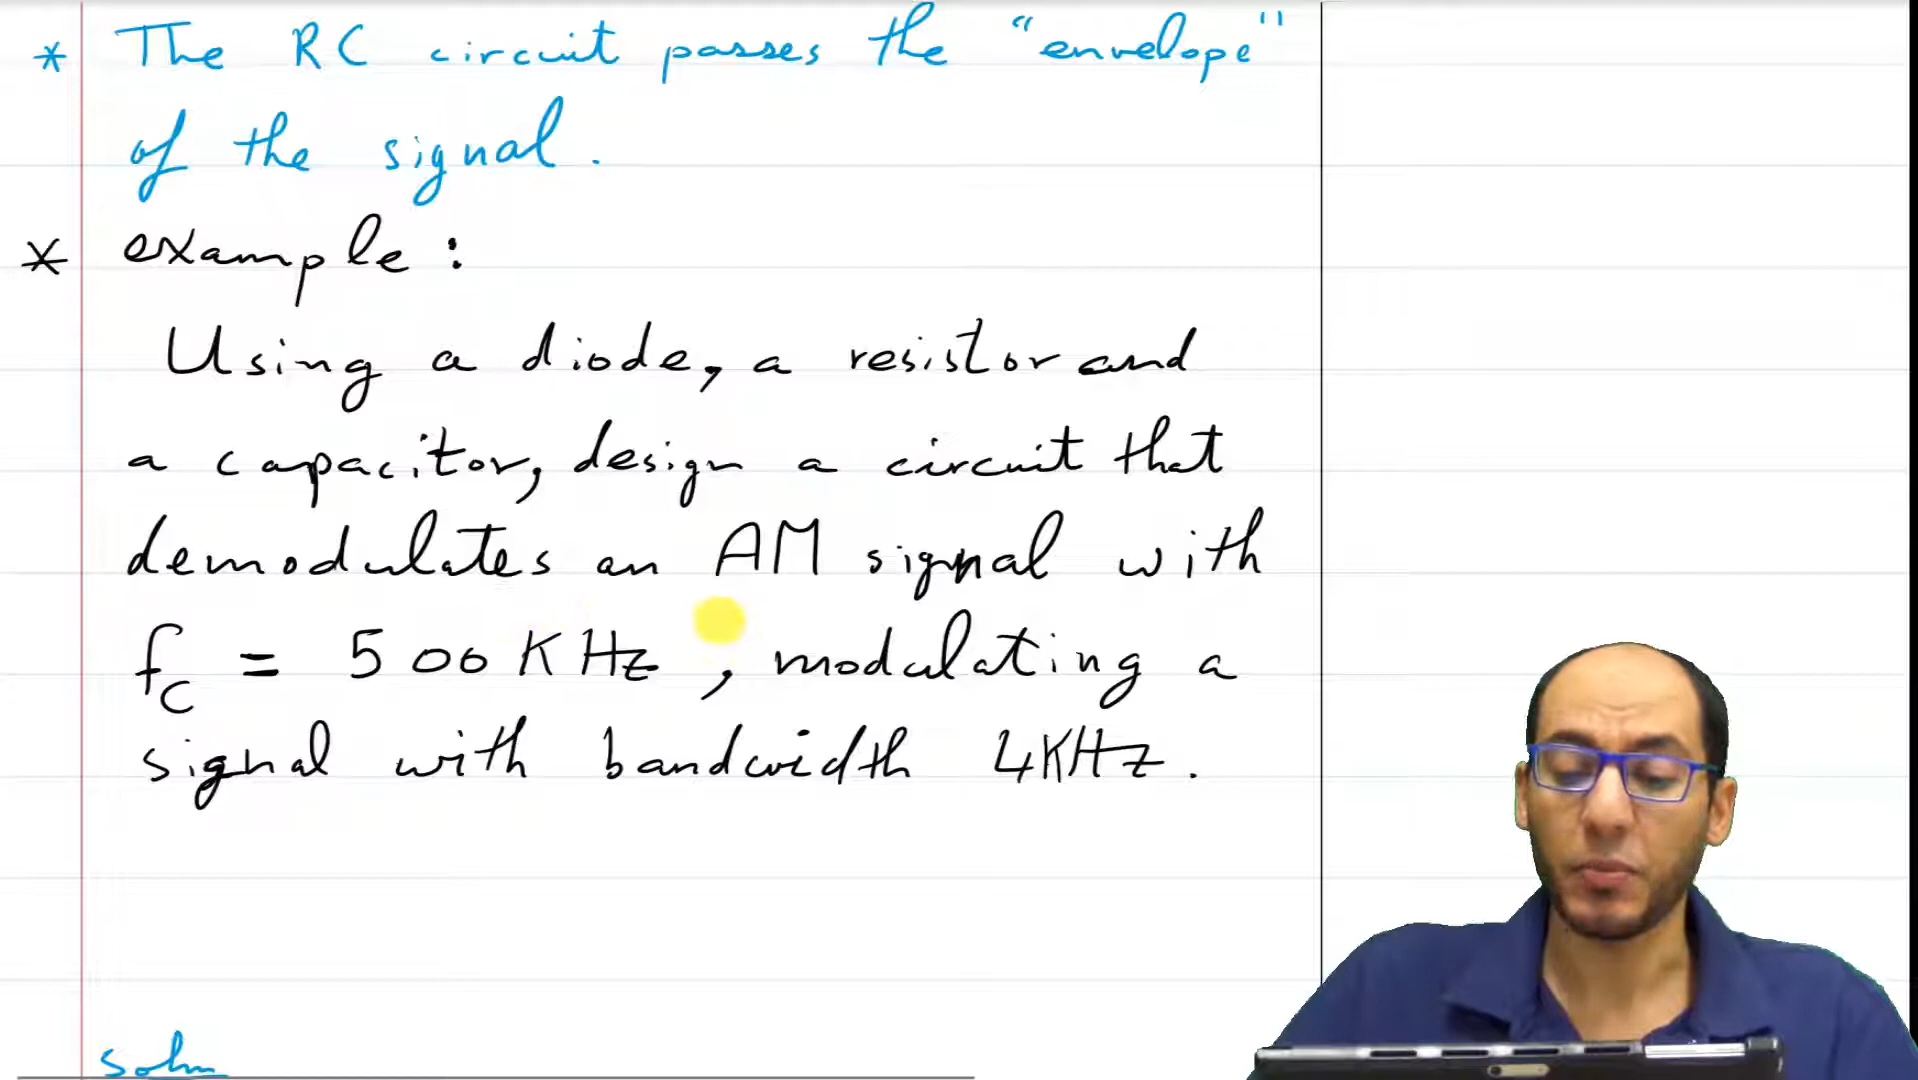 * The RC circuit passes the "envelope"
of the signal.
* example:
Using a diode, a resistor and
a capacitor, design a circuit that
demodulates an AM signal with
fc = 500 KHz, modulating a
signal with bandwidth 4KHz.
soln